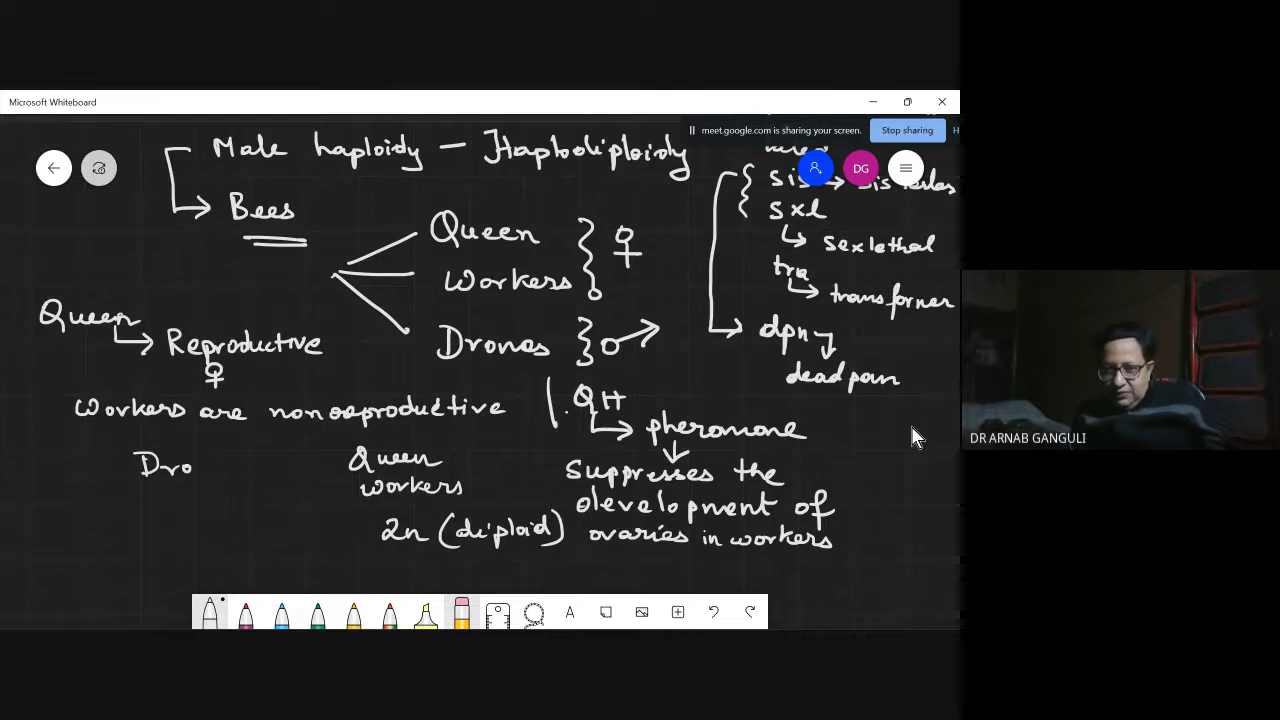 Microsoft Whiteboard
meet.google.com is sharing your screen.
Stop sharing
H
DG
Male haploidy — Haplodiploidy
Bees
Queen
Workers
Drones
Queen
Reproductive
workers are nonreproductive
Dro
Queen
workers
2n (diploid)
1. QH
pheromone
Suppresses the
development of
ovaries in workers
sis
sxl
sex lethal
tra
transformer
dpn
deadpan
A
DR ARNAB GANGULI